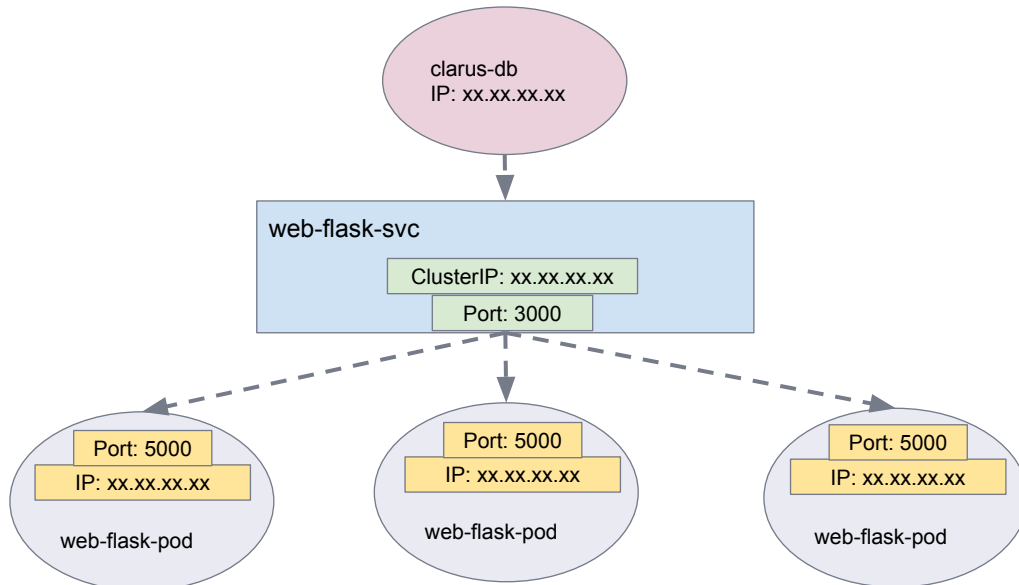 clarus-db
IP: xx.xx.xx.xx
web-flask-svc
ClusterIP: xx.xx.xx.xx
Port: 3000
Port: 5000
IP: xx.xx.xx.xx
web-flask-pod
Port: 5000
IP: xx.xx.xx.xx
web-flask-pod
Port: 5000
IP: xx.xx.xx.xx
web-flask-pod